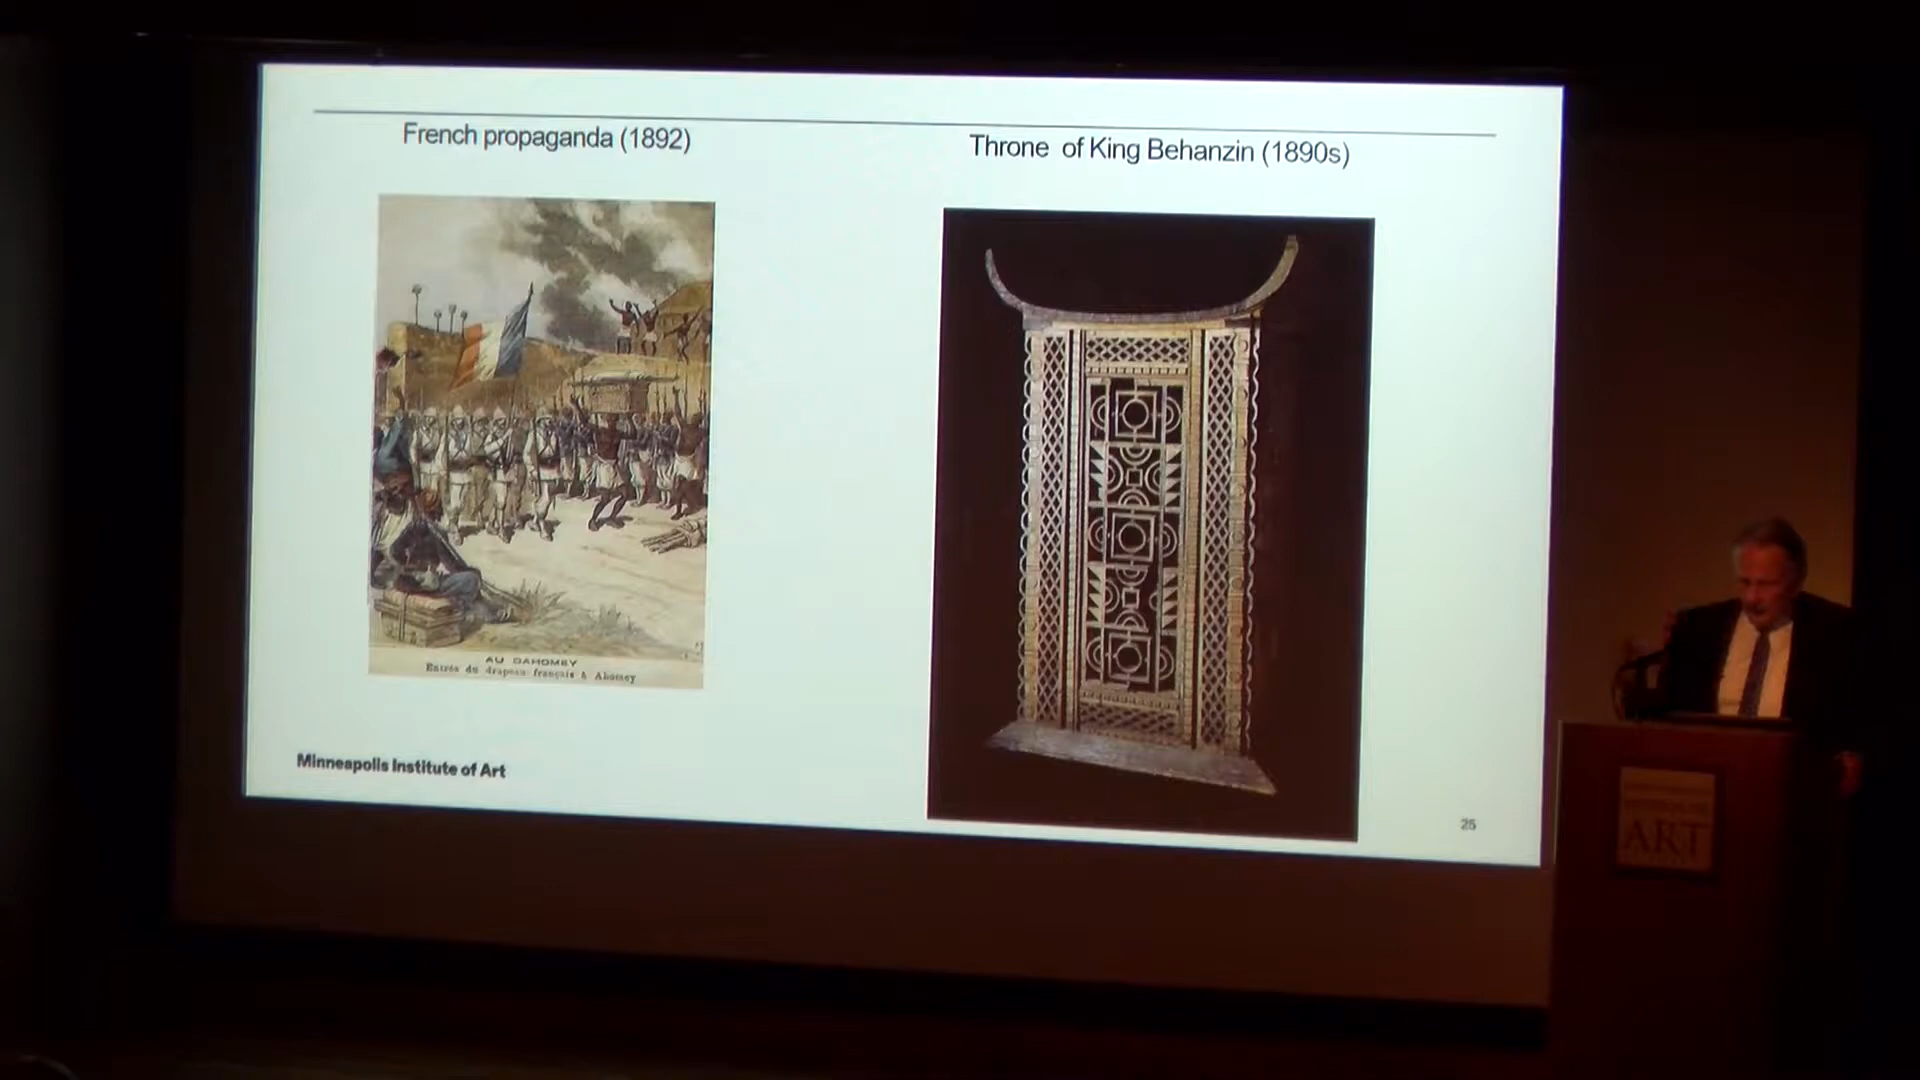 French propaganda (1892)
Throne of King Behanzin (1890s)
AU DAHOMEY
Entrée du drapeau français à Abomey
Minneapolis Institute of Art
25
ART